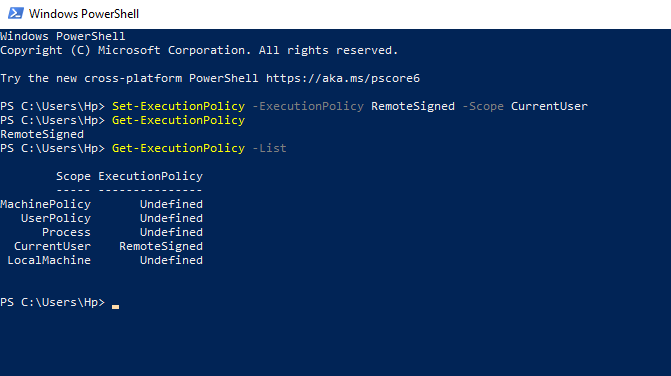 Windows PowerShell
Windows PowerShell
Copyright (C) Microsoft Corporation. All rights reserved.
Try the new cross-platform PowerShell https://aka.ms/pscore6
PS C:\Users\Hp> Set-ExecutionPolicy -ExecutionPolicy RemoteSigned -Scope CurrentUser
PS C:\Users\Hp> Get-ExecutionPolicy
RemoteSigned
PS C:\Users\Hp> Get-ExecutionPolicy -List
        Scope ExecutionPolicy
        ----- ---------------
MachinePolicy       Undefined
   UserPolicy       Undefined
      Process       Undefined
  CurrentUser    RemoteSigned
 LocalMachine       Undefined
PS C:\Users\Hp>